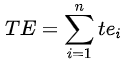 TE = \sum_{i=1}^{n} te_i